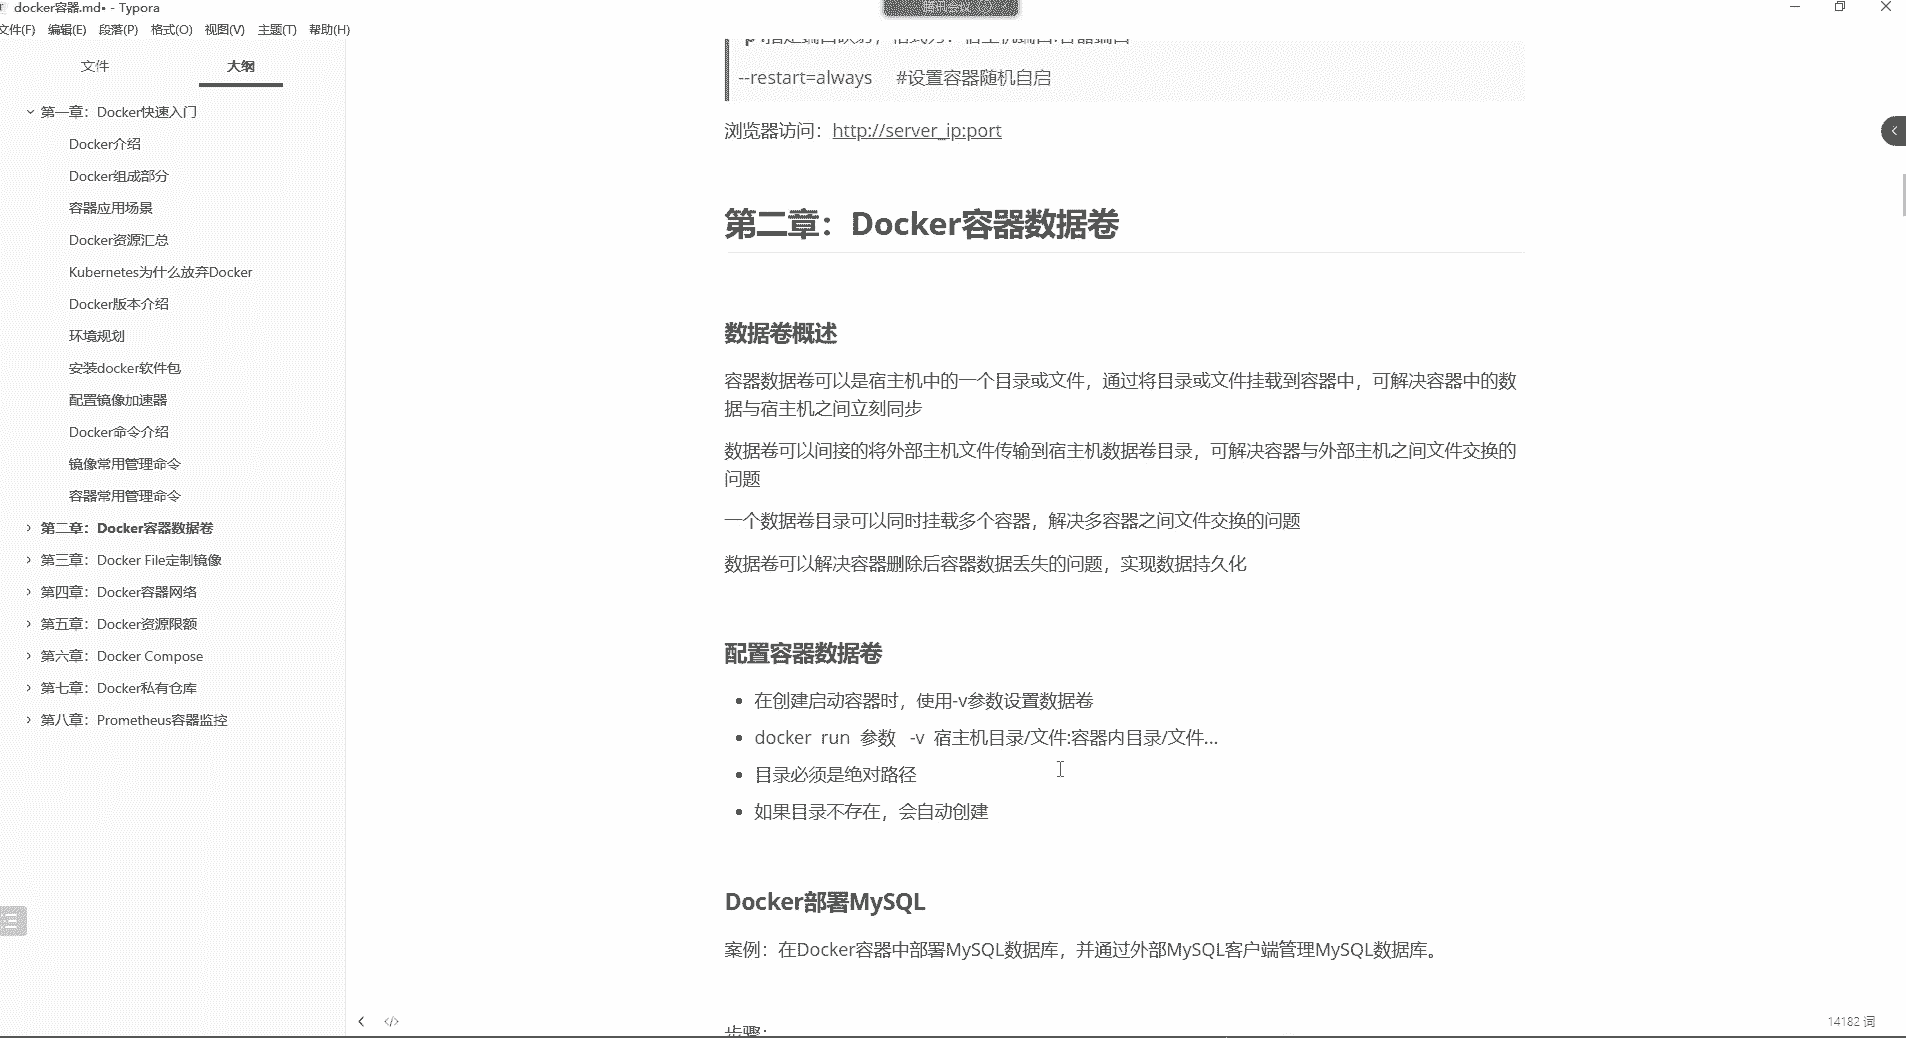 docker容器.md• - Typora
腾讯会议
文件(F) 编辑(E) 段落(P) 格式(O) 视图(V) 主题(T) 帮助(H)
文件 大纲
第一章：Docker快速入门
Docker介绍
Docker组成部分
容器应用场景
Docker资源汇总
Kubernetes为什么放弃Docker
Docker版本介绍
环境规划
安装docker软件包
配置镜像加速器
Docker命令介绍
镜像常用管理命令
容器常用管理命令
第二章：Docker容器数据卷
第三章：Docker File定制镜像
第四章：Docker容器网络
第五章：Docker资源限额
第六章：Docker Compose
第七章：Docker私有仓库
第八章：Prometheus容器监控
--restart=always #设置容器随机自启
浏览器访问：http://server_ip:port
第二章：Docker容器数据卷
数据卷概述
容器数据卷可以是宿主机中的一个目录或文件，通过将目录或文件挂载到容器中，可解决容器中的数
据与宿主机之间立刻同步
数据卷可以间接的将外部主机文件传输到宿主机数据卷目录，可解决容器与外部主机之间文件交换的
问题
一个数据卷目录可以同时挂载多个容器，解决多容器之间文件交换的问题
数据卷可以解决容器删除后容器数据丢失的问题，实现数据持久化
配置容器数据卷
在创建启动容器时，使用-v参数设置数据卷
docker run 参数 -v 宿主机目录/文件:容器内目录/文件...
目录必须是绝对路径
如果目录不存在，会自动创建
Docker部署MySQL
案例：在Docker容器中部署MySQL数据库，并通过外部MySQL客户端管理MySQL数据库。
步骤：
</>
14182 词